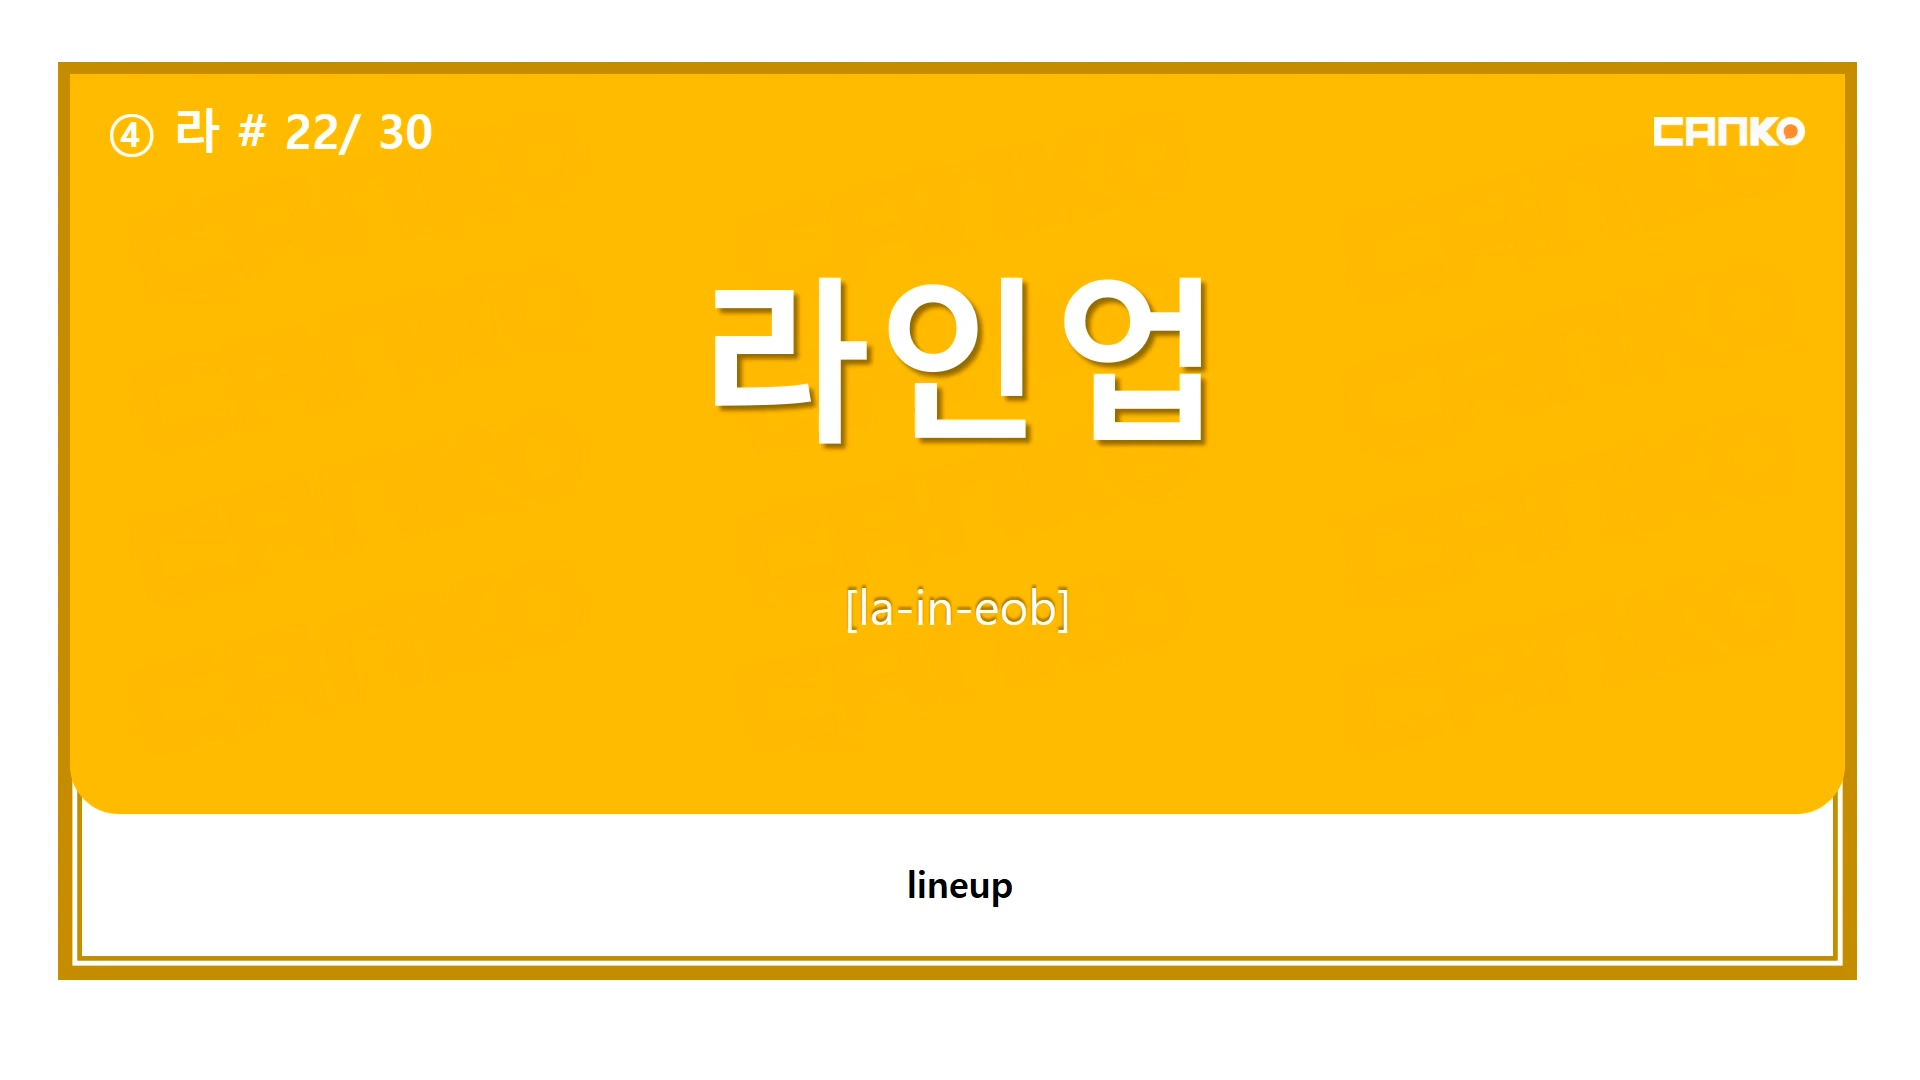 ④ 라 # 22/ 30
CANKO
라인업
[la-in-eob]
lineup